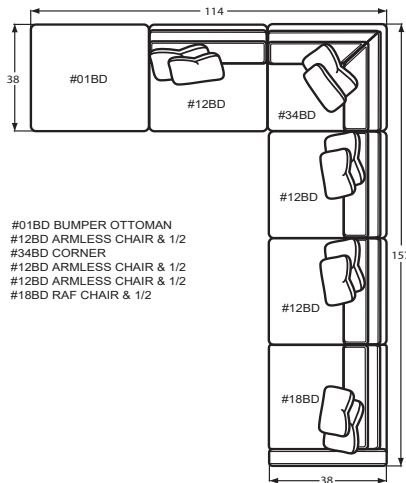 114
38
#01BD
#12BD
#34BD
#12BD
#12BD
#18BD
38
#01BD BUMPER OTTOMAN
#12BD ARMLESS CHAIR & 1/2
#34BD CORNER
#12BD ARMLESS CHAIR & 1/2
#12BD ARMLESS CHAIR & 1/2
#18BD RAF CHAIR & 1/2